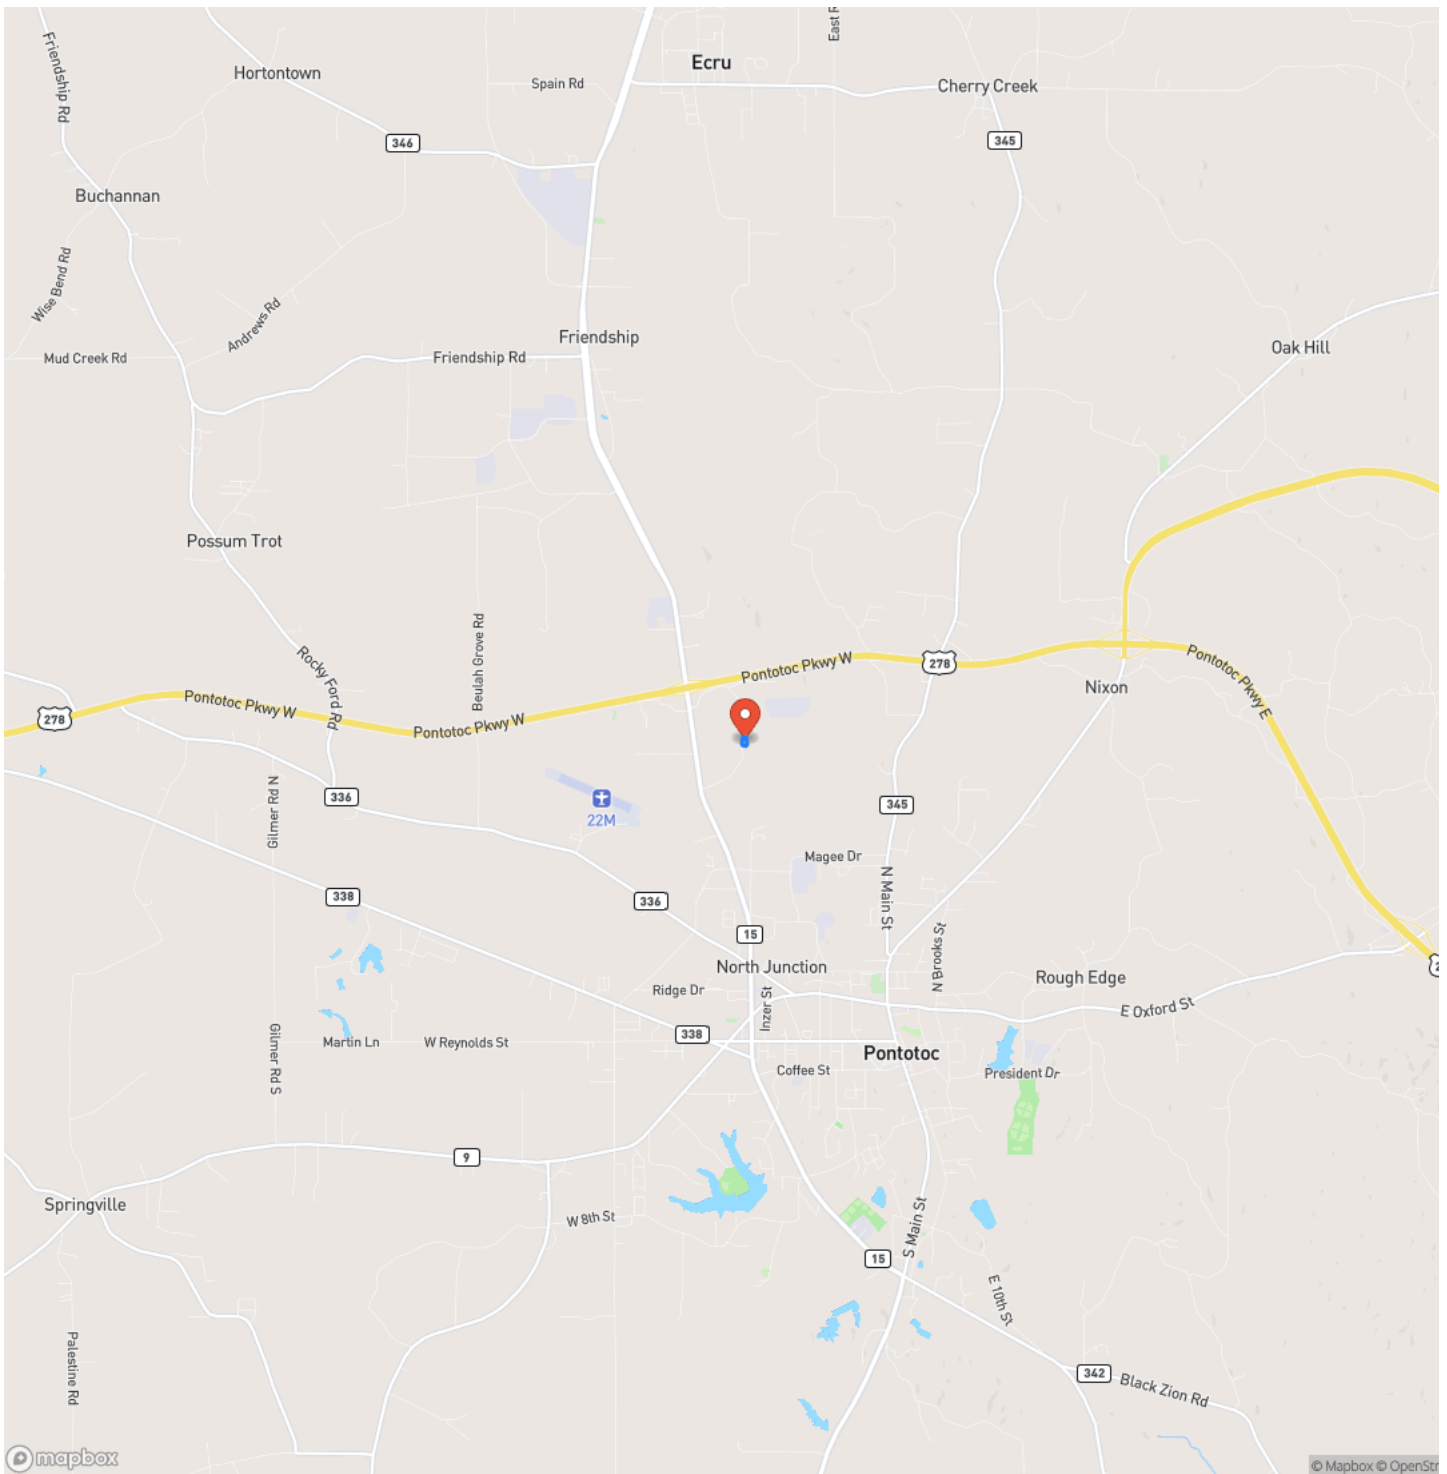 Friendship Rd
Hortontown
Spain Rd
Ecru
East R
Cherry Creek
346
345
Buchannan
Wise Bend Rd
Andrews Rd
Mud Creek Rd
Friendship
Friendship Rd
Oak Hill
Possum Trot
Rocky Ford Rd
Beulah Grove Rd
Pontotoc Pkwy W
278
Pontotoc Pkwy E
Nixon
Pontotoc Pkwy W
278
Pontotoc Pkwy W
336
Gilmer Rd N
22M
345
Magee Dr
N Main St
338
336
15
North Junction
N Brooks St
Rough Edge
Ridge Dr
Inzer St
E Oxford St
2
Gilmer Rd S
Martin Ln
W Reynolds St
338
Pontotoc
Coffee St
President Dr
9
Springville
W 8th St
S Main St
15
E 10th St
Palestine Rd
342
Black Zion Rd
mapbox
© Mapbox © OpenStr